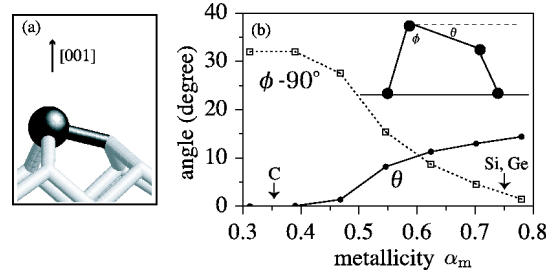 (a)
[001]
(b)
ϕ
θ
ϕ-90°
θ
C
Si, Ge
angle (degree)
40
30
20
10
0
0.3 0.4 0.5 0.6 0.7 0.8
metallicity αm